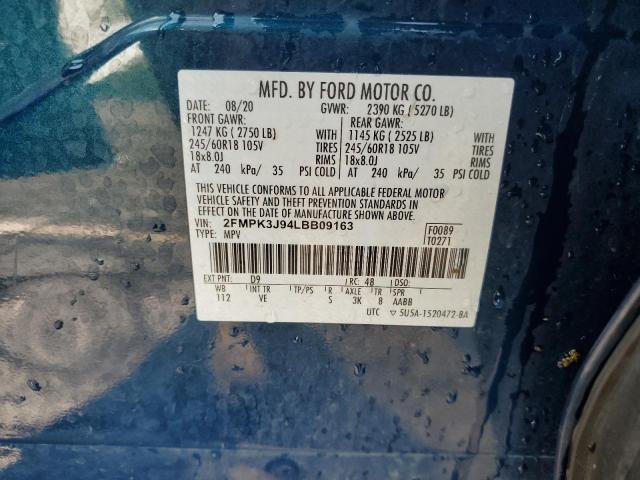 MFD. BY FORD MOTOR CO.
DATE: 08/20 GVWR: 2390 KG (5270 LB)
FRONT GAWR: REAR GAWR:
1247 KG (2750 LB) WITH 1145 KG (2525 LB) WITH
245/60R18 105V TIRES 245/60R18 105V TIRES
18x8.0J RIMS 18x8.0J RIMS
AT 240 kPa/ 35 PSI COLD AT 240 kPa/ 35 PSI COLD
THIS VEHICLE CONFORMS TO ALL APPLICABLE FEDERAL MOTOR
VEHICLE SAFETY AND THEFT PREVENTION STANDARDS IN
EFFECT ON THE DATE OF MANUFACTURE SHOWN ABOVE.
VIN: 2FMPK3J94LBB09163 F0089
TYPE: MPV T0271
EXT PNT: D9 RC: 48 DSO:
WB INT TR TP/PS R AXLE TR SPR
112 VE S 3K 8 AABB
UTC ▽ 5U5A-1520472-BA